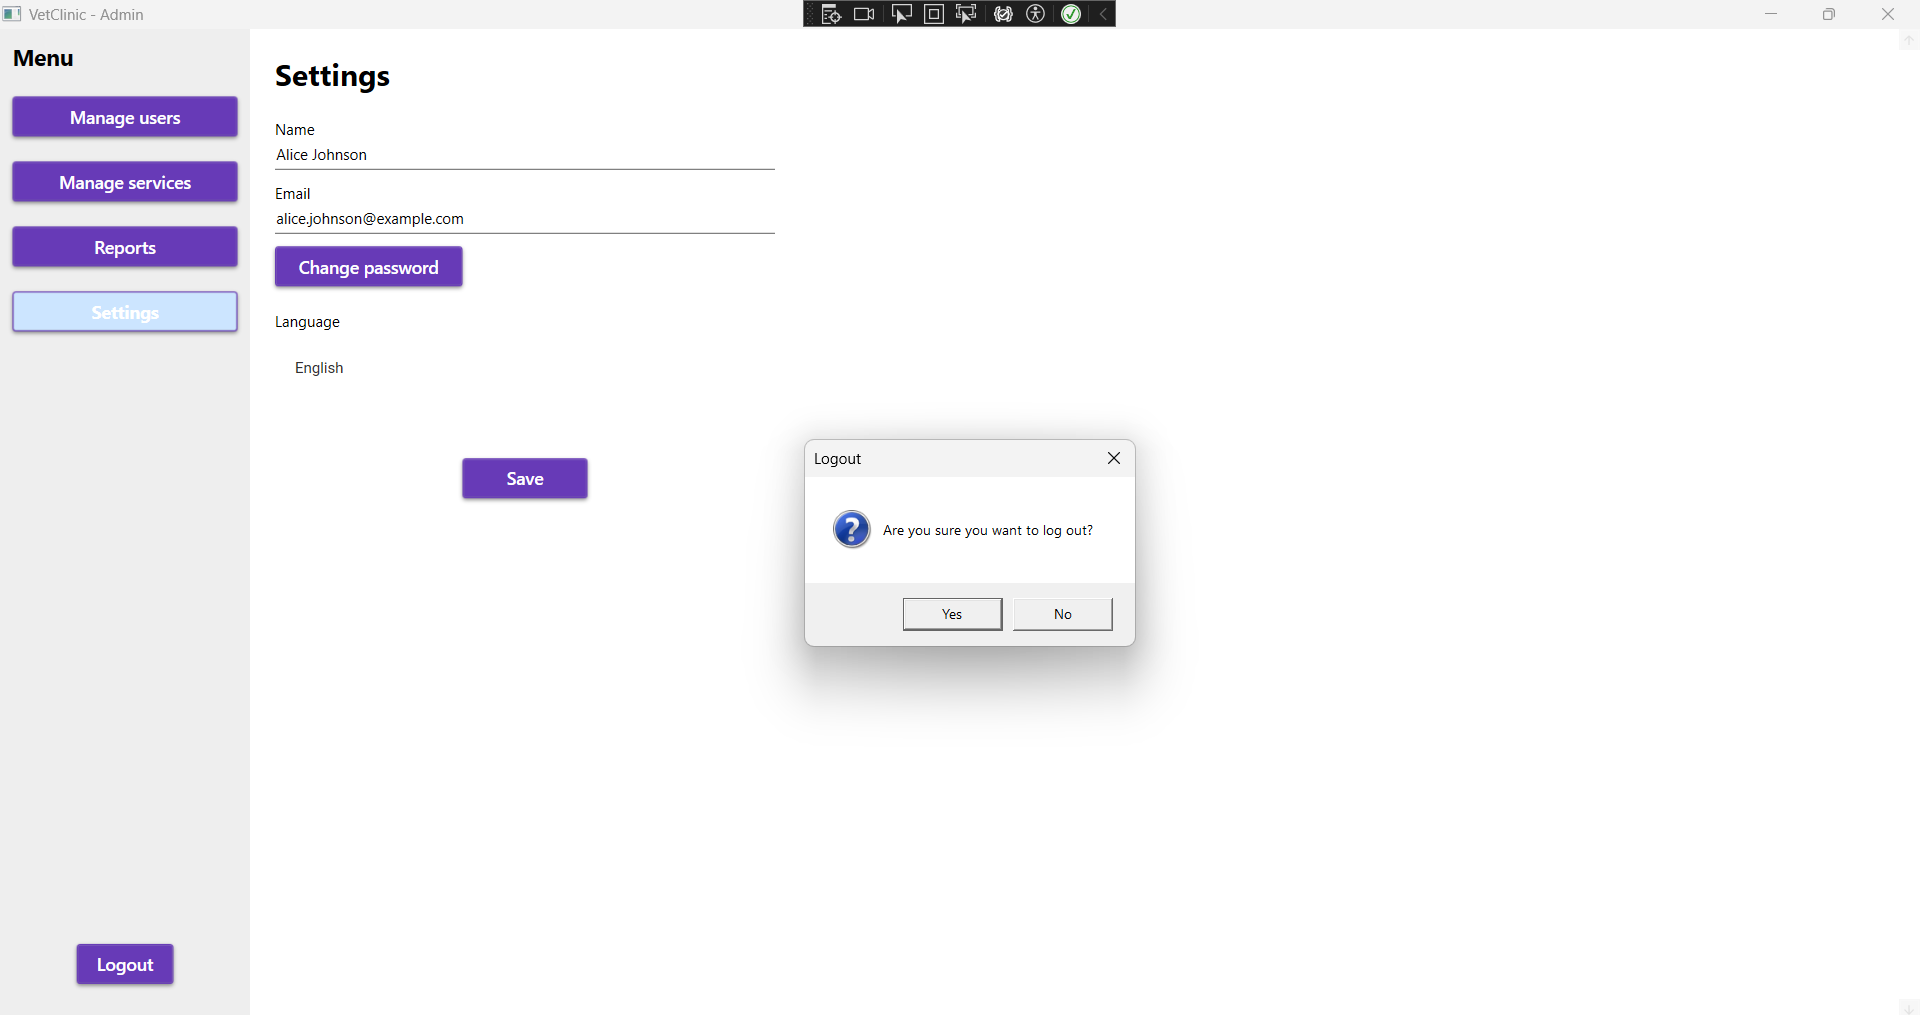 VetClinic - Admin
Menu
Manage users
Manage services
Reports
Settings
Logout
Settings
Name
Alice Johnson
Email
alice.johnson@example.com
Change password
Language
English
Save
Logout
Are you sure you want to log out?
Yes
No